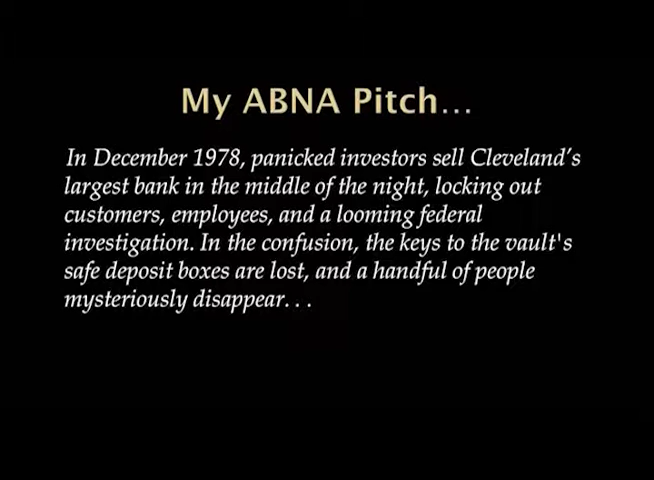 My ABNA Pitch...
In December 1978, panicked investors sell Cleveland’s
largest bank in the middle of the night, locking out
customers, employees, and a looming federal
investigation. In the confusion, the keys to the vault's
safe deposit boxes are lost, and a handful of people
mysteriously disappear. . .